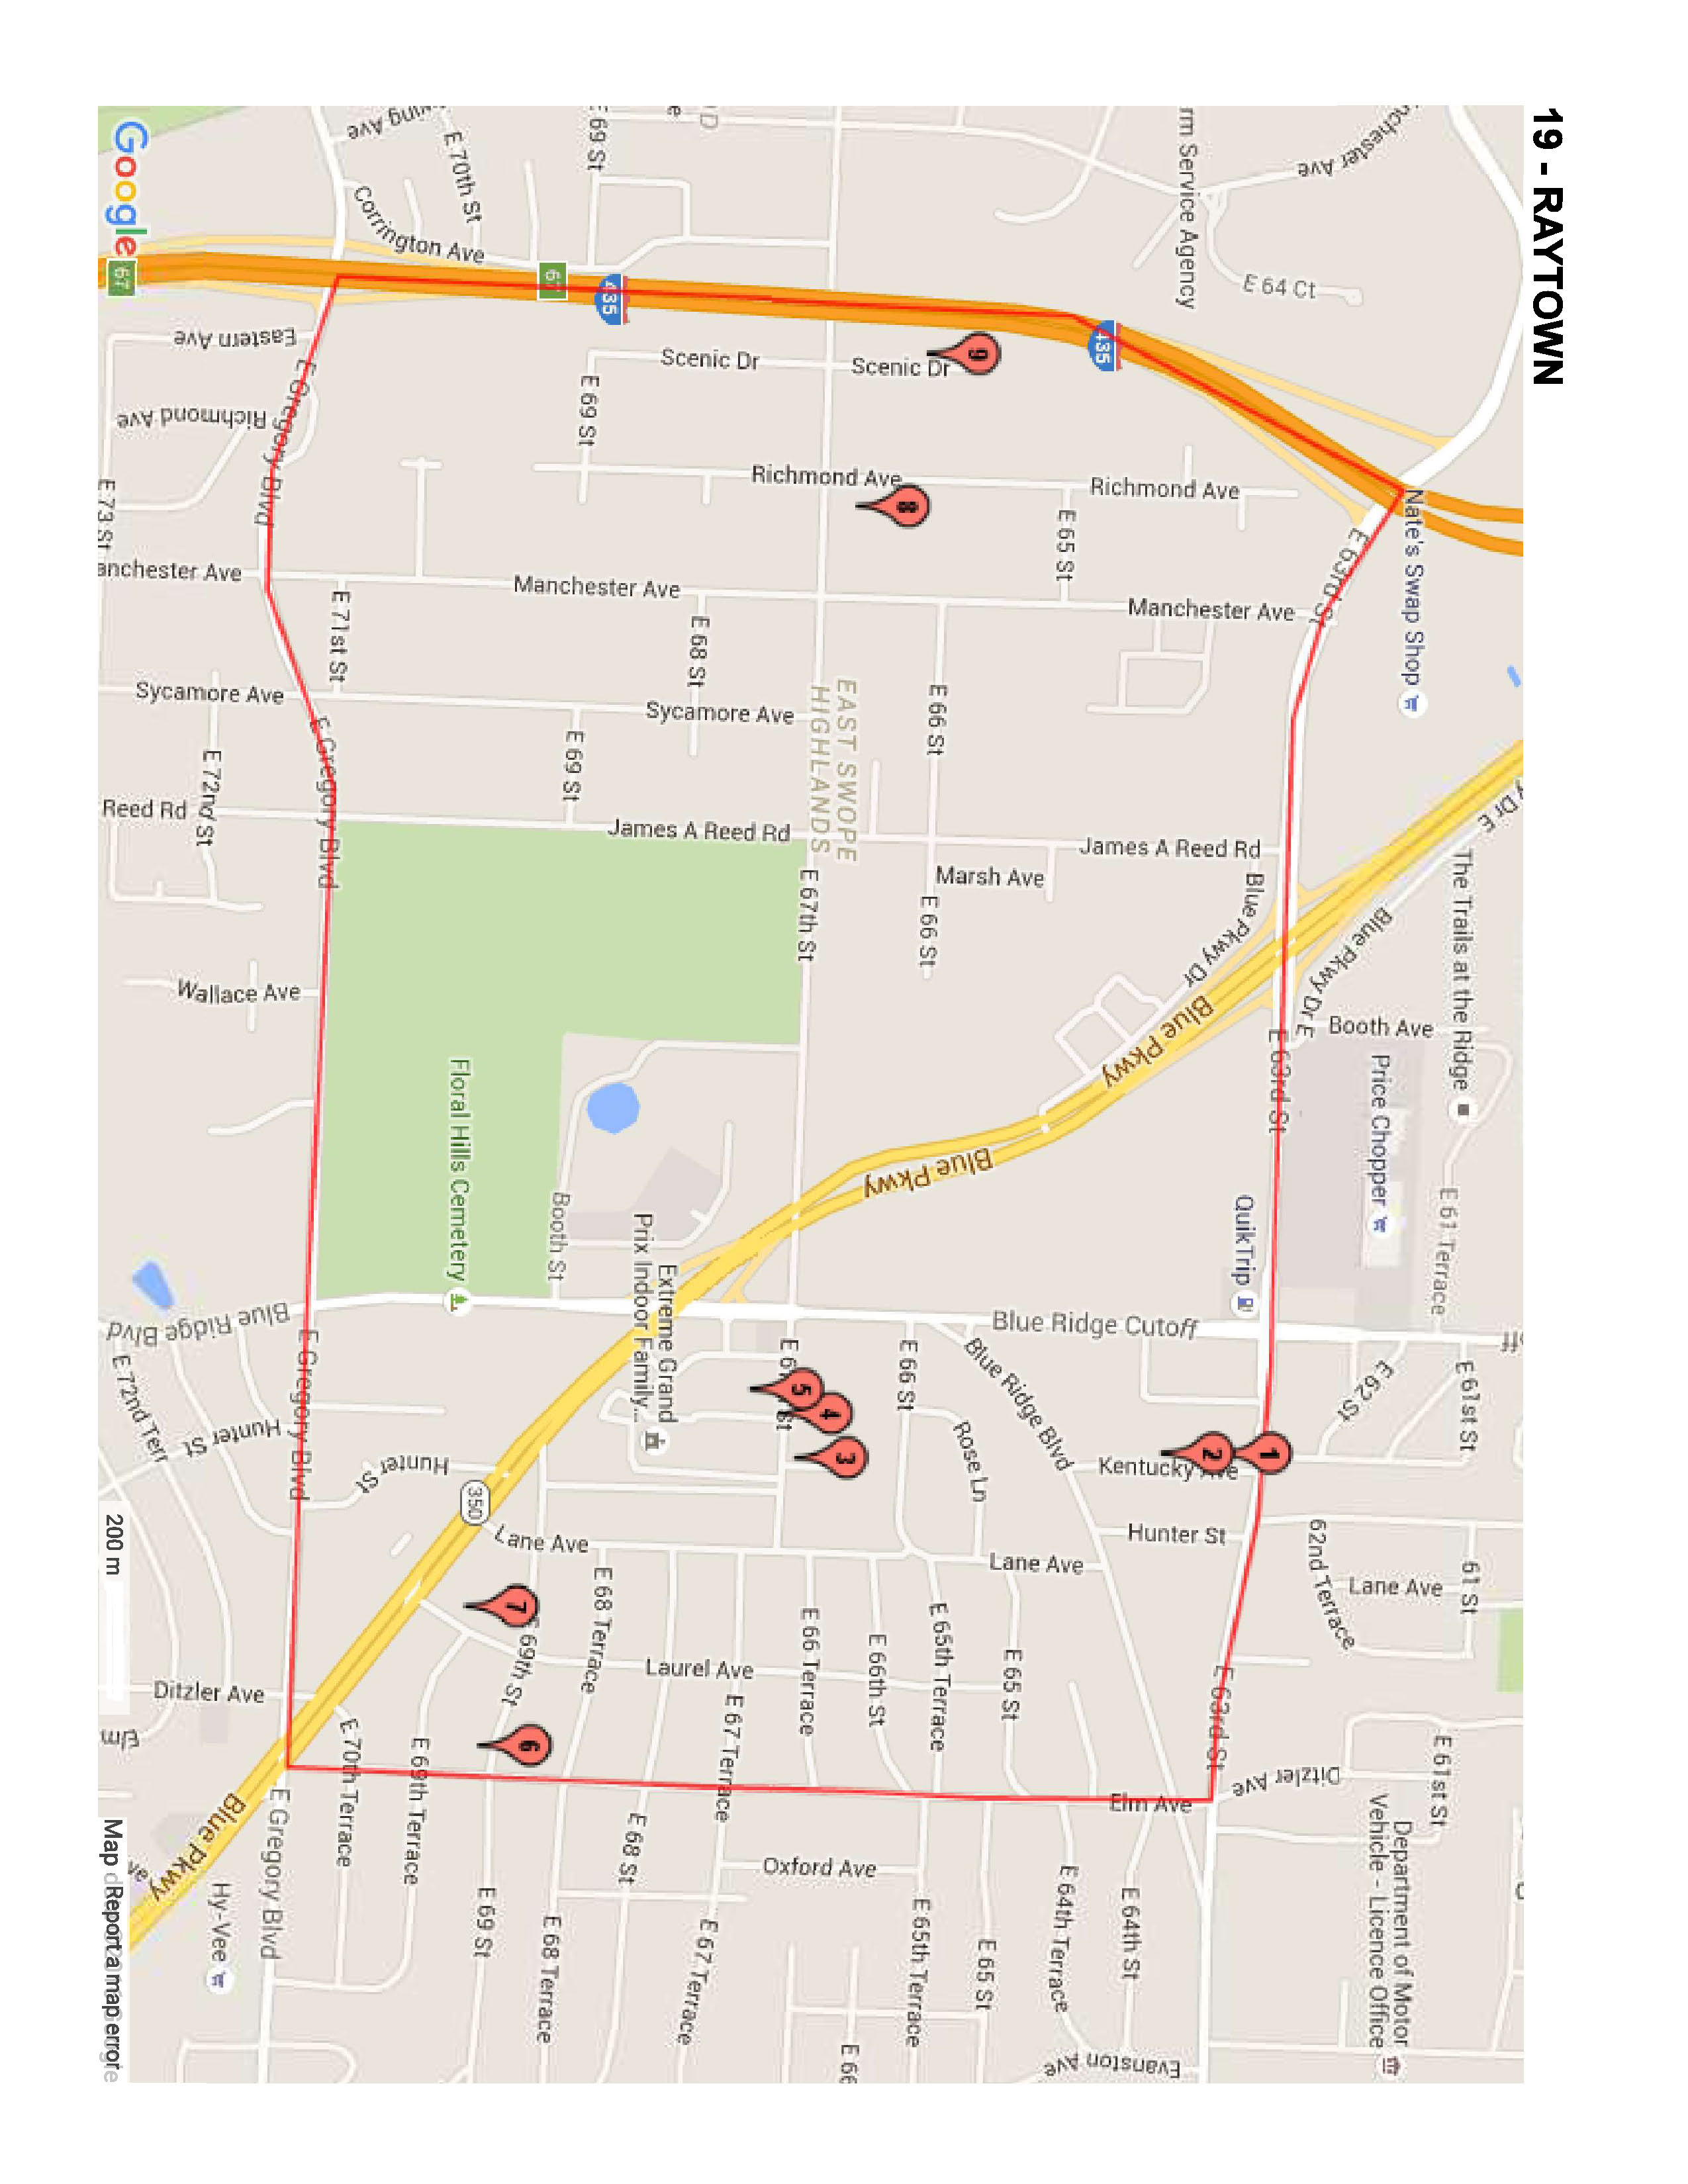 19 - RAYTOWN
nchester Ave
rm Service Agency
E 64 Ct
69 St
E 70th St
Corrington Ave
Google
67
67
435
435
Eastern Ave
Richmond Ave
E Gregory Blvd
E 73 St
Scenic Dr
Scenic Dr
9
E 69 St
Richmond Ave
Richmond Ave
8
E 65 St
Nate's Swap Shop
E 63rd St
anchester Ave
Manchester Ave
Manchester Ave
E 71st St
E 68 St
E 66 St
Sycamore Ave
Sycamore Ave
EAST SWOPE
HIGHLANDS
E 69 St
E 72nd St
E Gregory Blvd
Reed Rd
James A Reed Rd
James A Reed Rd
Marsh Ave
E 67th St
E 66 St
Blue Pkwy Dr
Blue Pkwy Dr E
y Dr E
The Trails at the Ridge
Booth Ave
Price Chopper
Blue Pkwy
Blue Pkwy
E 63rd St
Wallace Ave
Floral Hills Cemetery
Booth St
Extreme Grand
Prix Indoor Family...
QuikTrip
E 61 Terrace
Blue Ridge Blvd
Blue Ridge Cutoff
Blue Ridge Blvd
E 72nd Terr
E Gregory Blvd
Hunter St
Hunter St
350
E 66 St
Rose Ln
5
4
3
2
1
Kentucky Ave
E 62 St
E 61st St
Hunter St
62nd Terrace
Lane Ave
Lane Ave
Lane Ave
61 St
7
E 69th St
E 68 Terrace
Laurel Ave
E 67 Terrace
E 66 Terrace
E 66th St
E 65th Terrace
E 65 St
E 63rd St
Ditzler Ave
Ditzler Ave
Elm
6
E 70th Terrace
E 69th Terrace
Elm Ave
E 61st St
Department of Motor
Vehicle - Licence Office
Blue Pkwy
E Gregory Blvd
Hy-Vee
E 69 St
E 68 Terrace
E 68 St
E 67 Terrace
Oxford Ave
E 65th Terrace
E 65 St
E 64th Terrace
E 64th St
E 66
Evanston Ave
200 m
Map
Report a map error